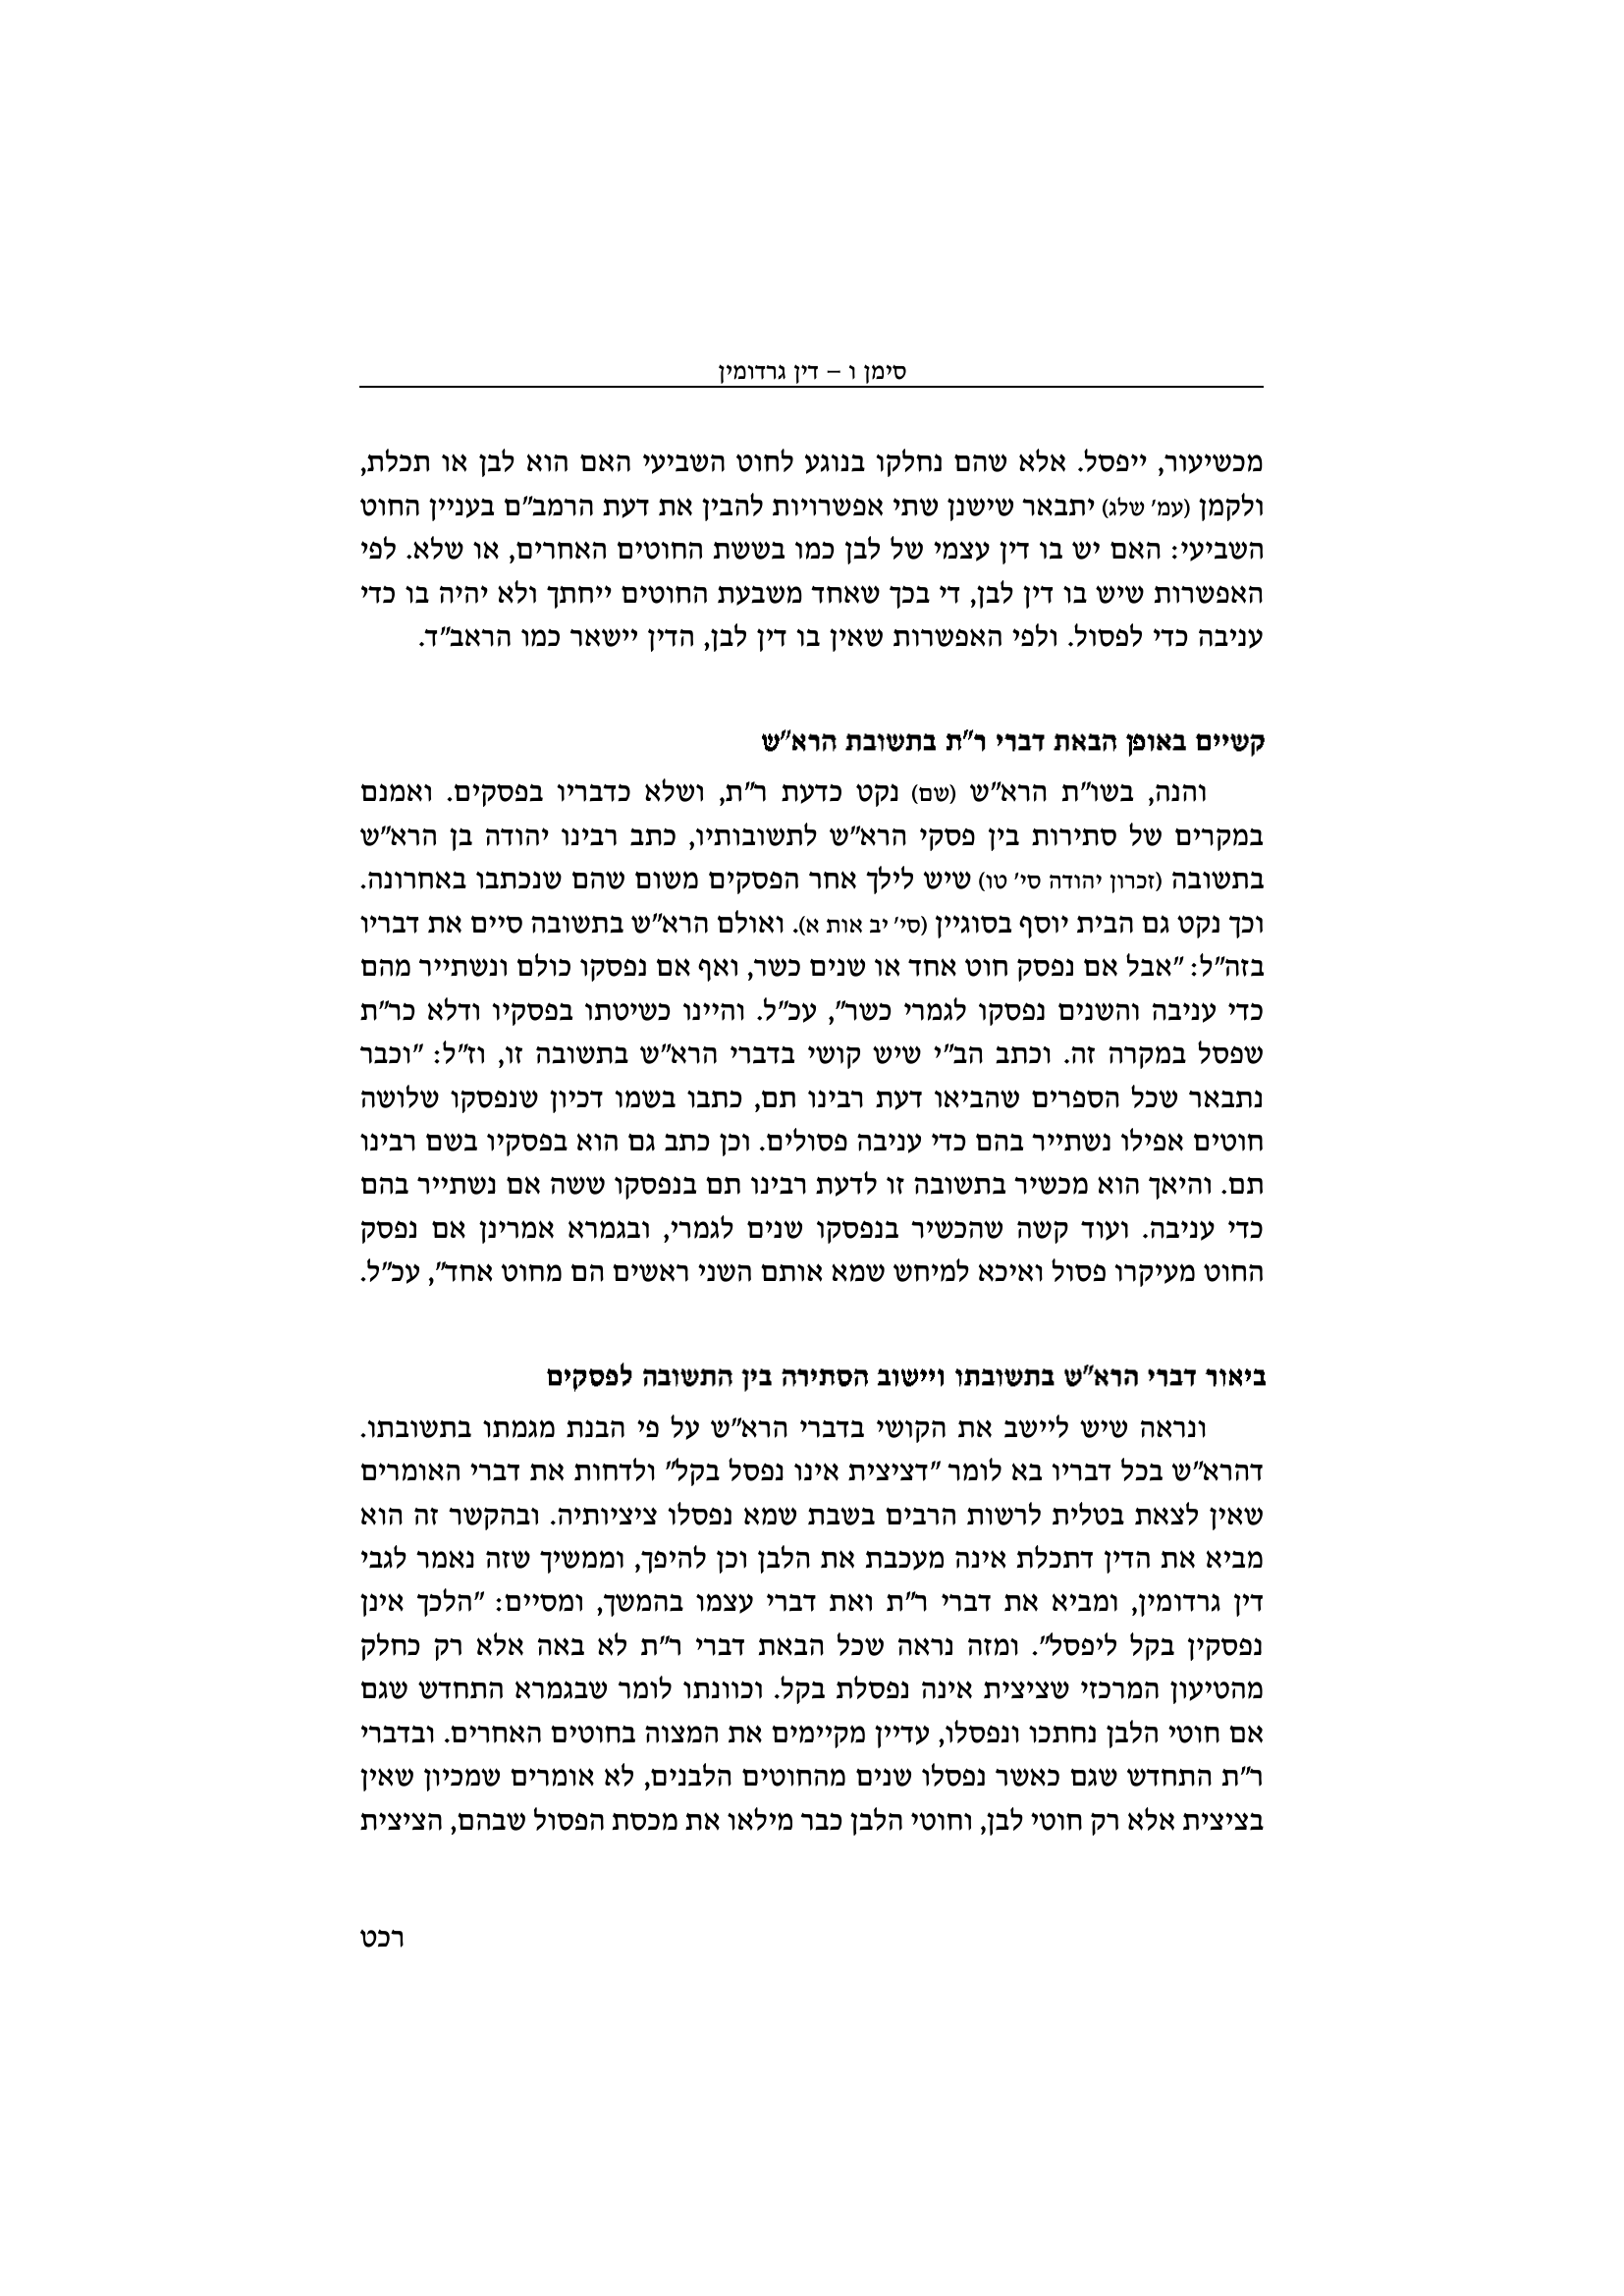 סימן ו – דין גרדומין
מכשיעור, ייפסל. אלא שהם נחלקו בנוגע לחוט השביעי האם הוא לבן או תכלת,
ולקמן (עמ' שלג) יתבאר שישנן שתי אפשרויות להבין את דעת הרמב"ם בעניין החוט
השביעי: האם יש בו דין עצמי של לבן כמו בששת החוטים האחרים, או שלא. לפי
האפשרות שיש בו דין לבן, די בכך שאחד משבעת החוטים ייחתך ולא יהיה בו כדי
עניבה כדי לפסול. ולפי האפשרות שאין בו דין לבן, הדין יישאר כמו הראב"ד.
קשיים באופן הבאת דברי ר"ת בתשובת הרא"ש
והנה, בשו"ת הרא"ש (שם) נקט כדעת ר"ת, ושלא כדבריו בפסקים. ואמנם
במקרים של סתירות בין פסקי הרא"ש לתשובותיו, כתב רבינו יהודה בן הרא"ש
בתשובה (זכרון יהודה סי' טו) שיש לילך אחר הפסקים משום שהם שנכתבו באחרונה.
וכך נקט גם הבית יוסף בסוגיין (סי' יב אות א). ואולם הרא"ש בתשובה סיים את דבריו
בזה"ל: "אבל אם נפסק חוט אחד או שנים כשר, ואף אם נפסקו כולם ונשתייר מהם
כדי עניבה והשנים נפסקו לגמרי כשר", עכ"ל. והיינו כשיטתו בפסקיו ודלא כר"ת
שפסל במקרה זה. וכתב הב"י שיש קושי בדברי הרא"ש בתשובה זו, וז"ל: "וכבר
נתבאר שכל הספרים שהביאו דעת רבינו תם, כתבו בשמו דכיון שנפסקו שלושה
חוטים אפילו נשתייר בהם כדי עניבה פסולים. וכן כתב גם הוא בפסקיו בשם רבינו
תם. והיאך הוא מכשיר בתשובה זו לדעת רבינו תם בנפסקו ששה אם נשתייר בהם
כדי עניבה. ועוד קשה שהכשיר בנפסקו שנים לגמרי, ובגמרא אמרינן אם נפסק
החוט מעיקרו פסול ואיכא למיחש שמא אותם השני ראשים הם מחוט אחד", עכ"ל.
ביאור דברי הרא"ש בתשובתו ויישוב הסתירה בין התשובה לפסקים
ונראה שיש ליישב את הקושי בדברי הרא"ש על פי הבנת מגמתו בתשובתו.
דהרא"ש בכל דבריו בא לומר "דציצית אינו נפסל בקל" ולדחות את דברי האומרים
שאין לצאת בטלית לרשות הרבים בשבת שמא נפסלו ציציותיה. ובהקשר זה הוא
מביא את הדין דתכלת אינה מעכבת את הלבן וכן להיפך, וממשיך שזה נאמר לגבי
דין גרדומין, ומביא את דברי ר"ת ואת דברי עצמו בהמשך, ומסיים: "הלכך אינן
נפסקין בקל ליפסל". ומזה נראה שכל הבאת דברי ר"ת לא באה אלא רק כחלק
מהטיעון המרכזי שציצית אינה נפסלת בקל. וכוונתו לומר שבגמרא התחדש שגם
אם חוטי הלבן נחתכו ונפסלו, עדיין מקיימים את המצוה בחוטים האחרים. ובדברי
ר"ת התחדש שגם כאשר נפסלו שנים מהחוטים הלבנים, לא אומרים שמכיון שאין
בציצית אלא רק חוטי לבן, וחוטי הלבן כבר מילאו את מכסת הפסול שבהם, הציצית
רכט